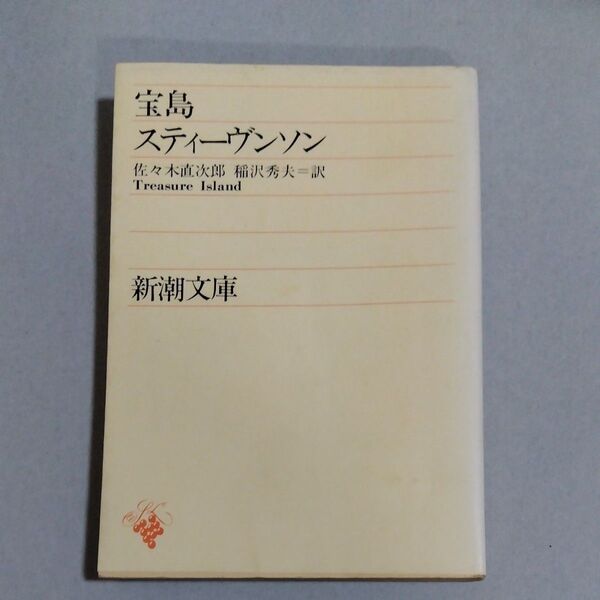 宝島
スティーヴンソン
佐々木直次郎 稲沢秀夫＝訳
Treasure Island
新潮文庫